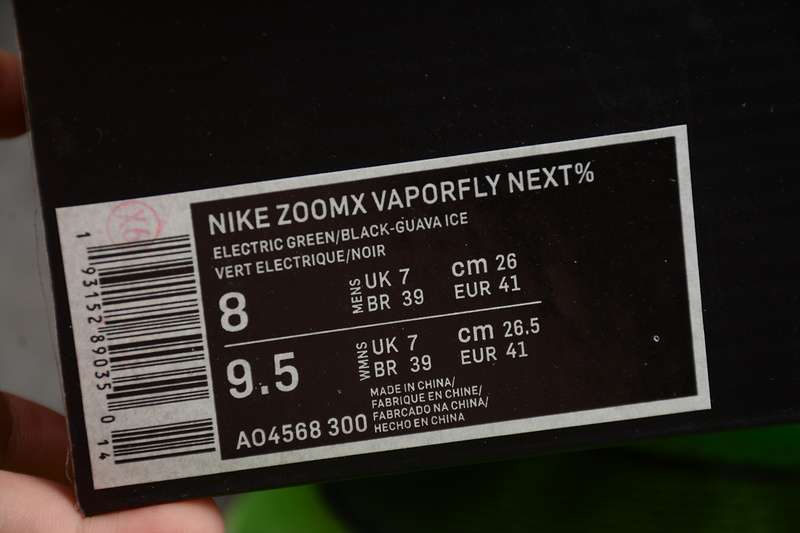 NIKE ZOOMX VAPORFLY NEXT%
ELECTRIC GREEN/BLACK-GUAVA ICE
VERT ELECTRIQUE/NOIR
8
MENS
UK 7
BR 39
cm 26
EUR 41
9.5
WMNS
UK 7
BR 39
cm 26.5
EUR 41
MADE IN CHINA/
FABRIQUE EN CHINE/
FABRCADO NA CHINA/
HECHO EN CHINA
AO4568 300
1 93152 89035 0 14